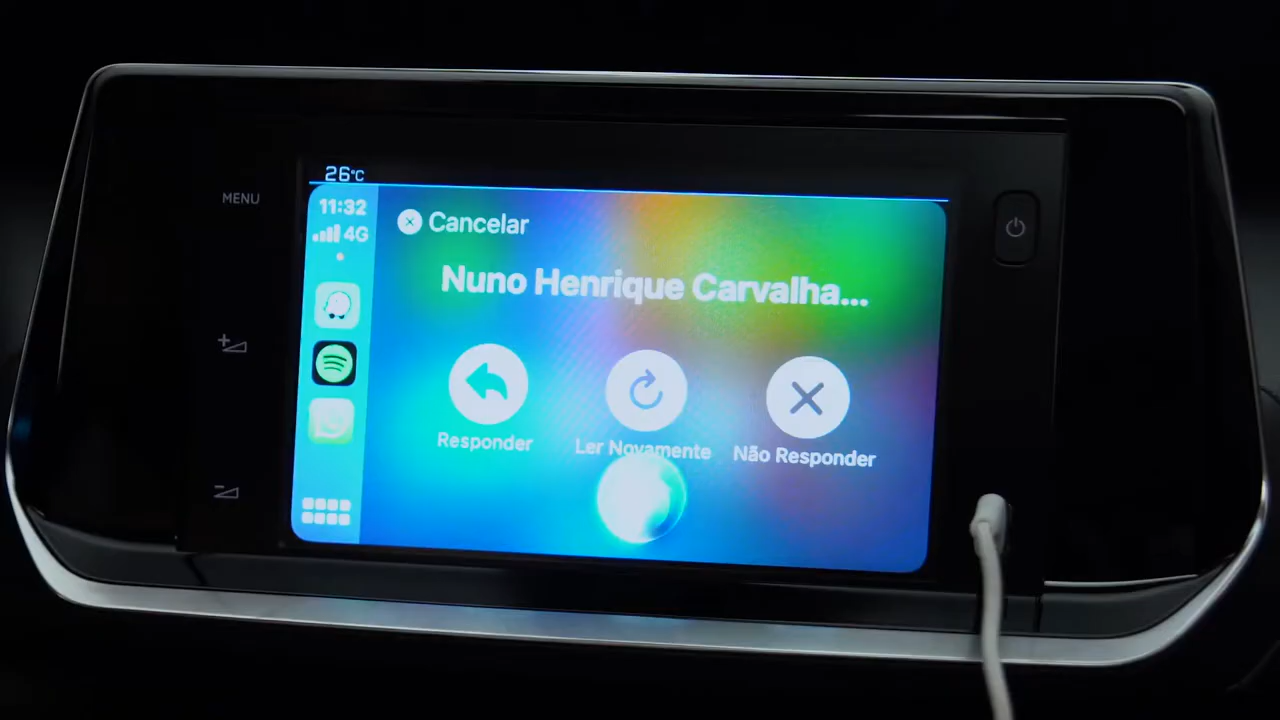 26°C
MENU
11:32
4G
Cancelar
Nuno Henrique Carvalha...
Responder
Ler Novamente
Não Responder